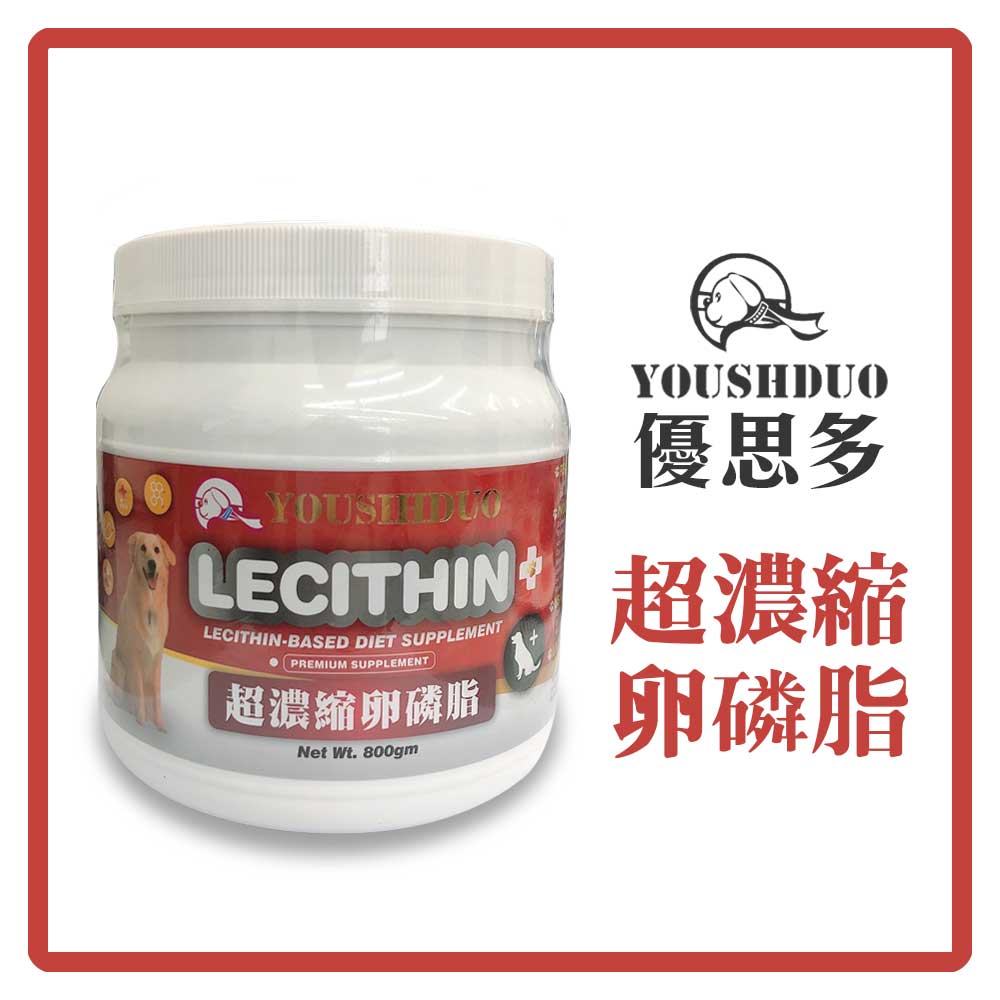 YOUSIHDUO
LECITHIN+
LECITHIN-BASED DIET SUPPLEMENT
PREMIUM SUPPLEMENT
超濃縮卵磷脂
Net Wt. 800gm
YOUSHDUO
優思多
超濃縮
卵磷脂